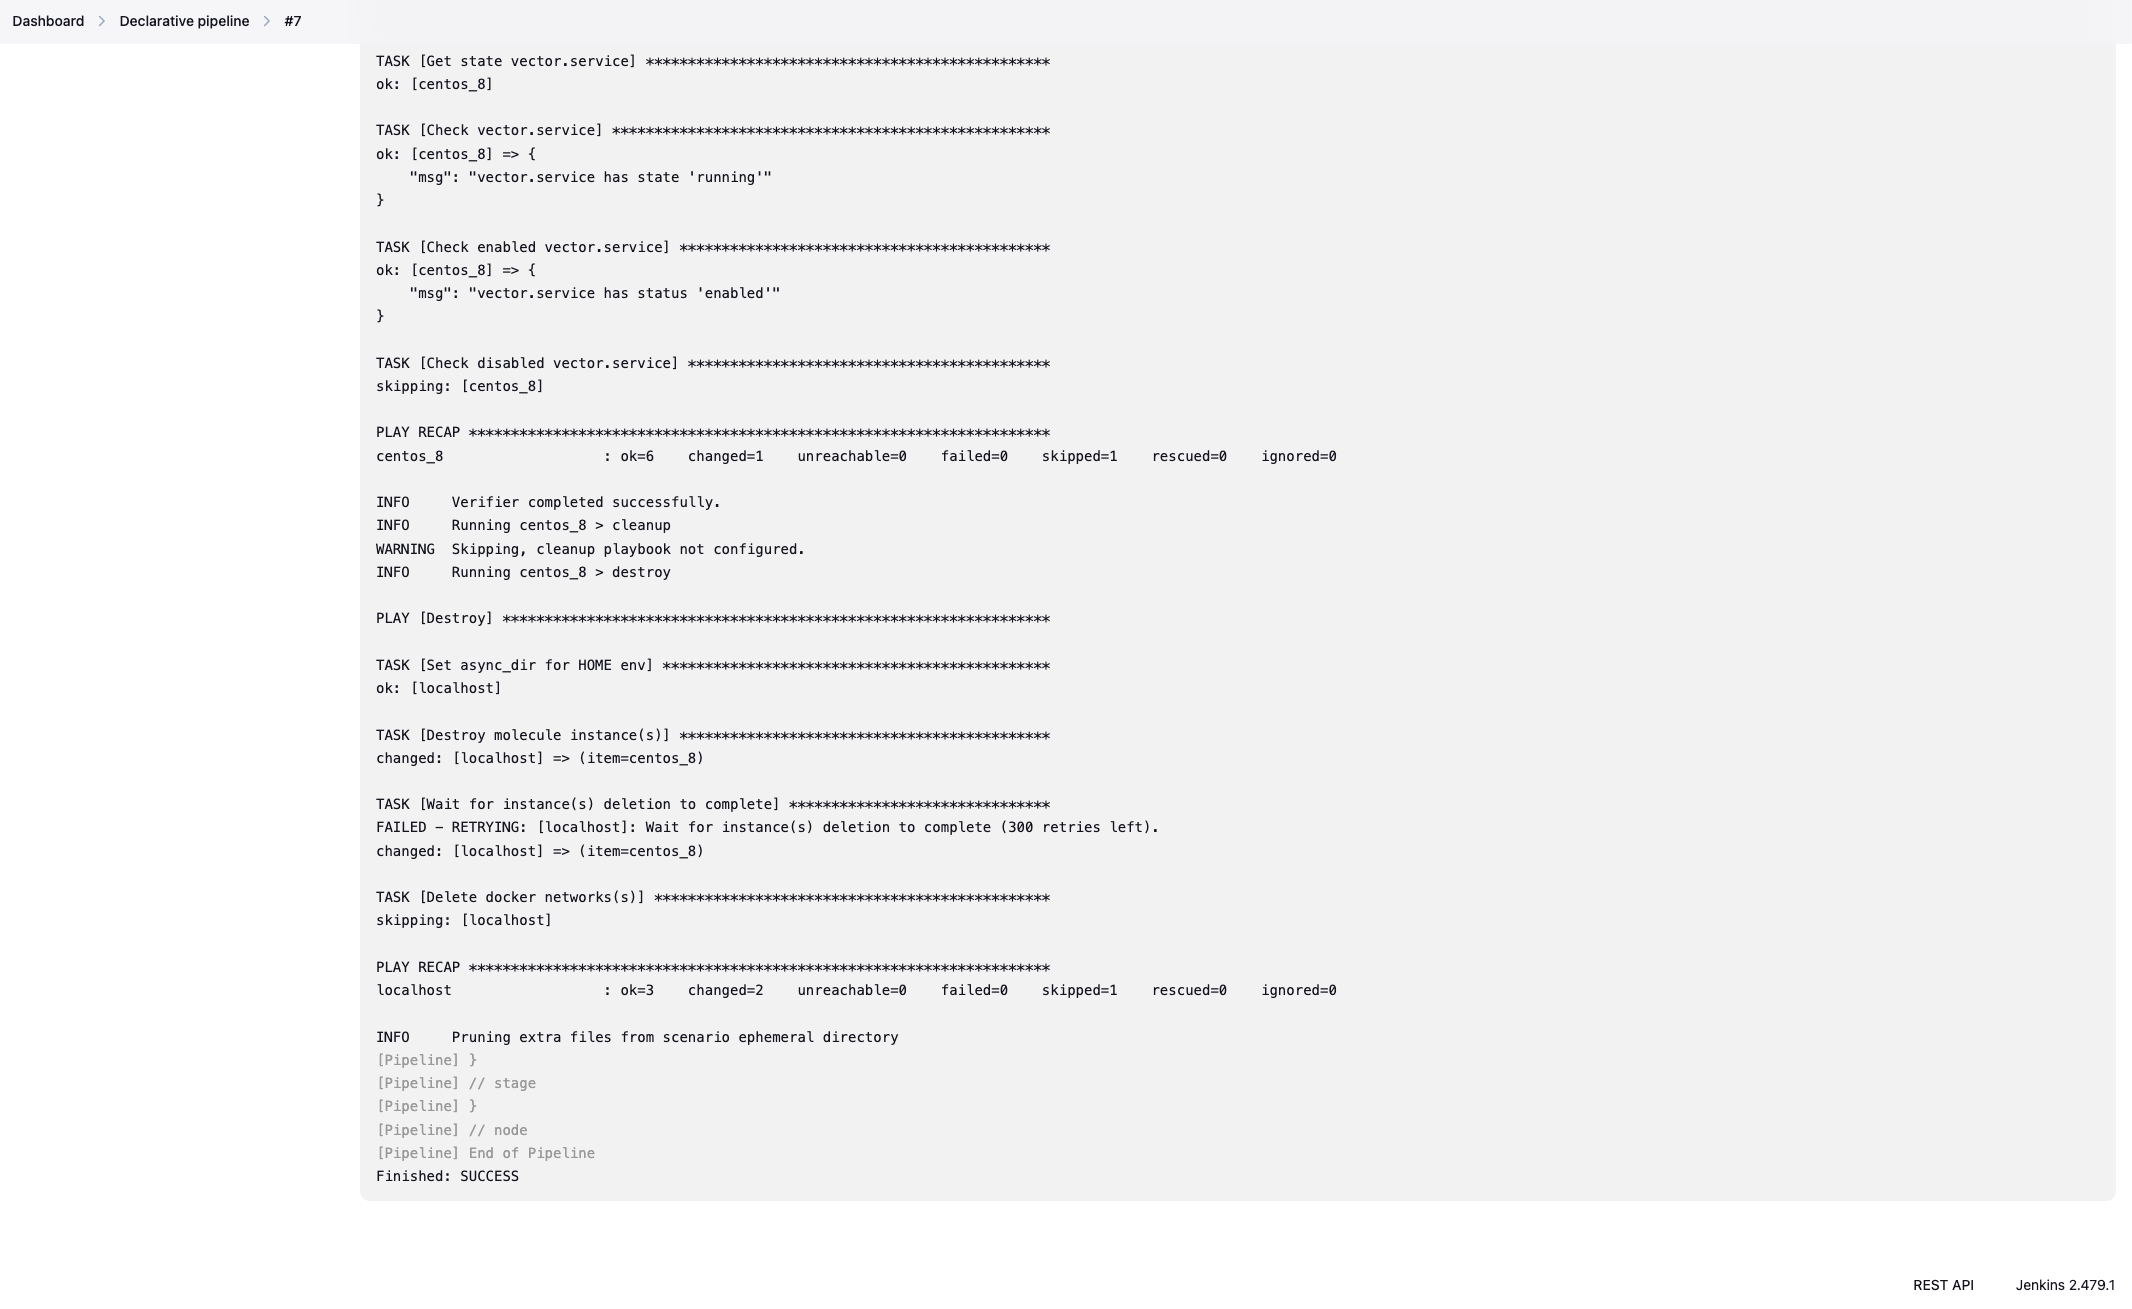 Dashboard > Declarative pipeline > #7
TASK [Get state vector.service] ************************************************
ok: [centos_8]
TASK [Check vector.service] ****************************************************
ok: [centos_8] => {
    "msg": "vector.service has state 'running'"
}
TASK [Check enabled vector.service] ********************************************
ok: [centos_8] => {
    "msg": "vector.service has status 'enabled'"
}
TASK [Check disabled vector.service] *******************************************
skipping: [centos_8]
PLAY RECAP *********************************************************************
centos_8                   : ok=6    changed=1    unreachable=0    failed=0    skipped=1    rescued=0    ignored=0
INFO     Verifier completed successfully.
INFO     Running centos_8 > cleanup
WARNING  Skipping, cleanup playbook not configured.
INFO     Running centos_8 > destroy
PLAY [Destroy] *****************************************************************
TASK [Set async_dir for HOME env] **********************************************
ok: [localhost]
TASK [Destroy molecule instance(s)] ********************************************
changed: [localhost] => (item=centos_8)
TASK [Wait for instance(s) deletion to complete] *******************************
FAILED - RETRYING: [localhost]: Wait for instance(s) deletion to complete (300 retries left).
changed: [localhost] => (item=centos_8)
TASK [Delete docker networks(s)] ***********************************************
skipping: [localhost]
PLAY RECAP *********************************************************************
localhost                  : ok=3    changed=2    unreachable=0    failed=0    skipped=1    rescued=0    ignored=0
INFO     Pruning extra files from scenario ephemeral directory
[Pipeline] }
[Pipeline] // stage
[Pipeline] }
[Pipeline] // node
[Pipeline] End of Pipeline
Finished: SUCCESS
REST API    Jenkins 2.479.1